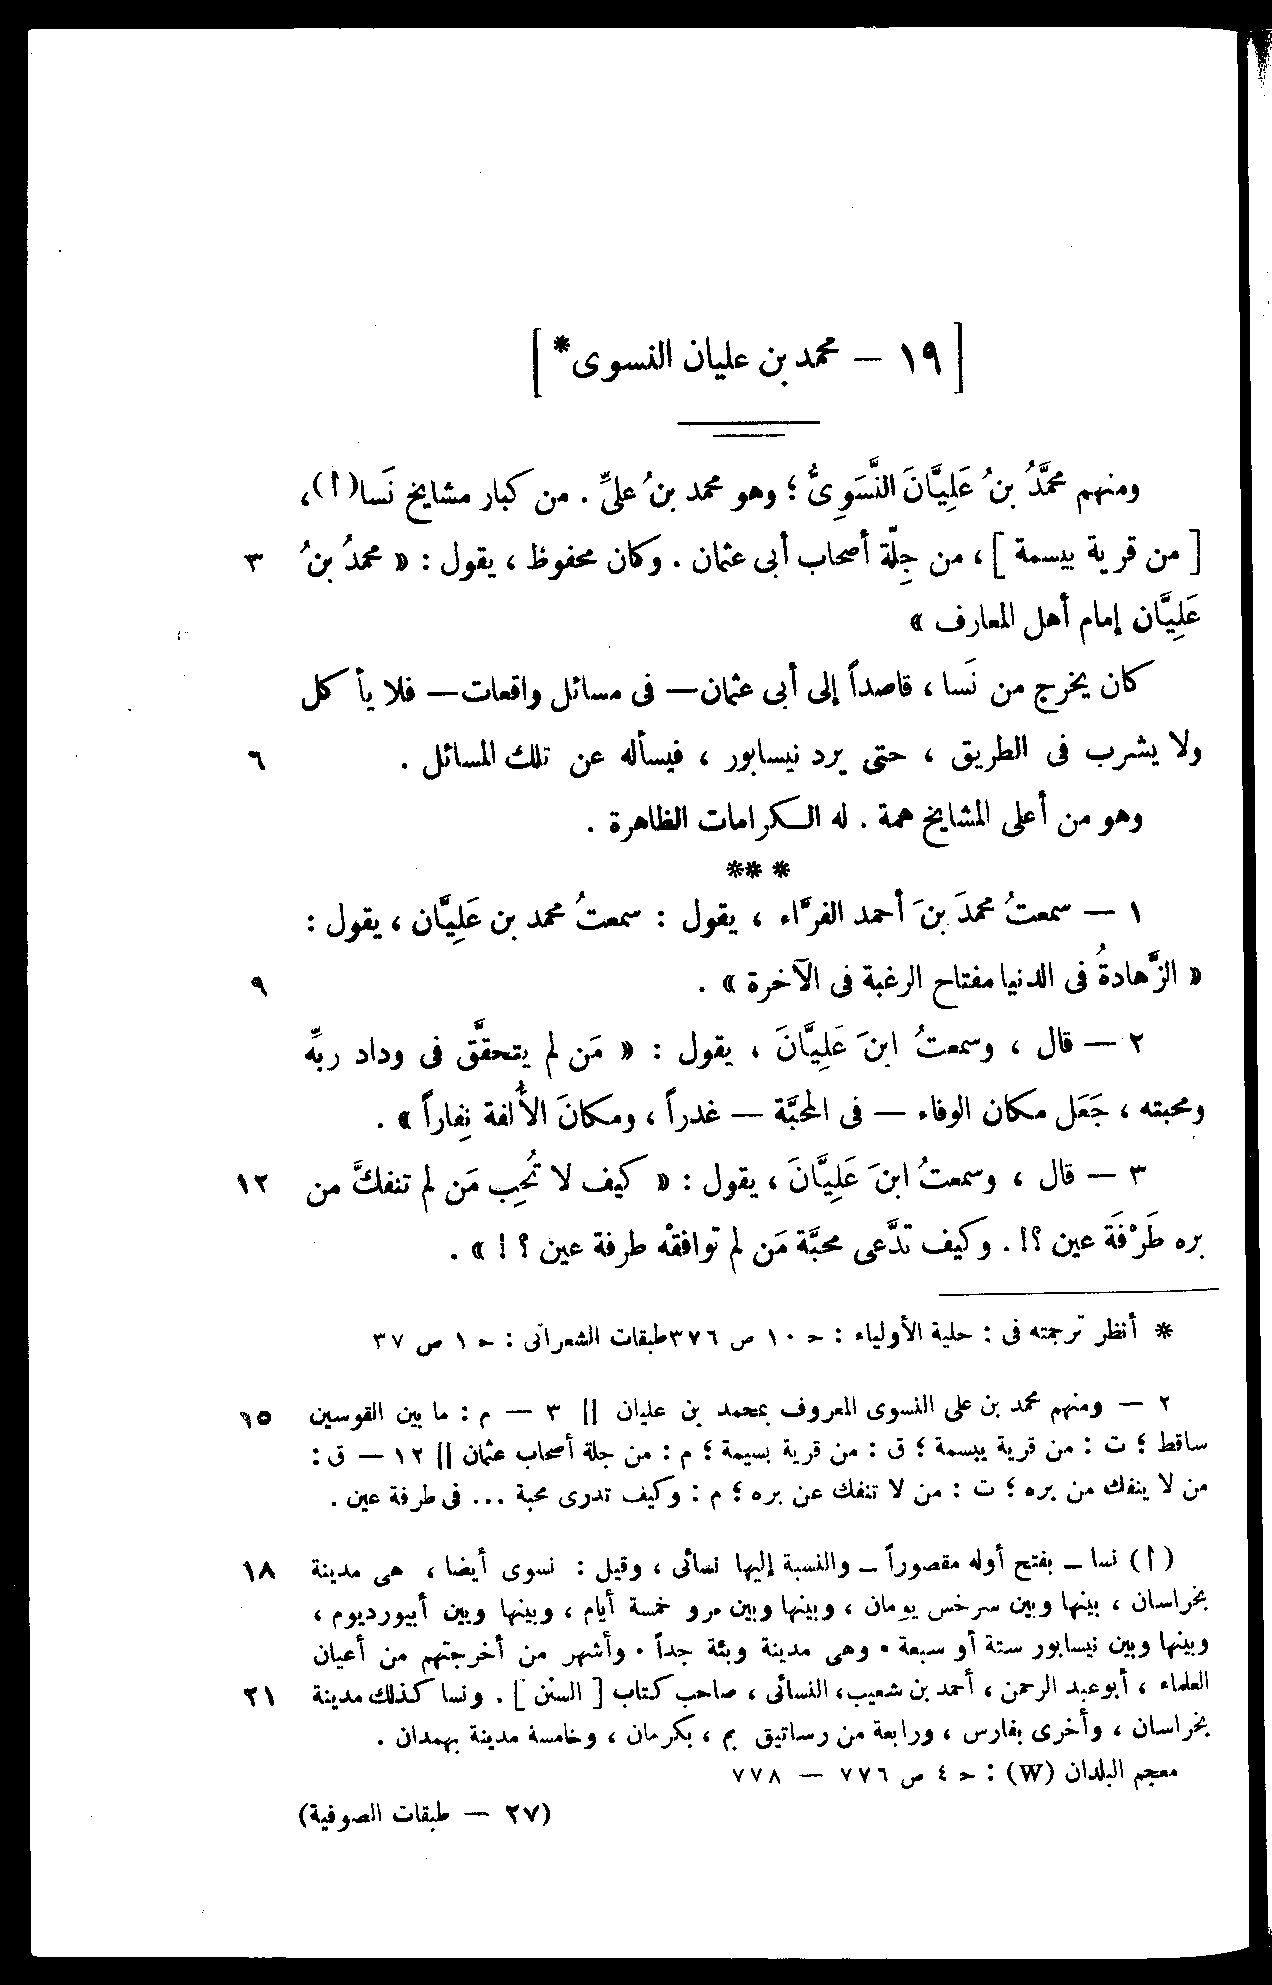 [ ١٩ — محمد بن عليان النسوى* ]
ومنهم محمَّدُ بنُ عَلِيَّانَ النَّسَوِىُّ ؛ وهو محمد بنُ علىٍّ . من كبار مشايخ نَسا(أ) ،
[ من قرية بيسمة ] ، من جِلّة أصحاب أبى عثمان . وكان محفوظ ، يقول : « محمدُ بنُ ٣
عَلِيَّان إمام أهل المعارف »
كان يخرج من نَسا ، قاصداً إلى أبى عثمان — فى مسائل واقعات — فلا يأكل
ولا يشرب فى الطريق ، حتى يرد نيسابور ، فيسأله عن تلك المسائل . ٦
وهو من أعلى المشايخ همة . له الكرامات الظاهرة .
* **
١ — سمعتُ محمدَ بنَ أحمد الفرَّاء ، يقول : سمعتُ محمد بن عَلِيَّان ، يقول :
« الزَّهادةُ فى الدنيا مفتاح الرغبة فى الآخرة » . ٩
٢ — قال ، وسمعتُ ابنَ عَلِيَّانَ ، يقول : « مَن لم يتحقَّق فى وداد ربِّه
ومحبته ، جَعَل مكان الوفاء — فى المحبَّة — غدراً ، ومكانَ الأُلفة نِفاراً » .
٣ — قال ، وسمعتُ ابنَ عَلِيَّانَ ، يقول : « كيف لا تُحِب مَن لم تنفكَّ من ١٢
بره طَرْفَة عين ؟! . وكيف تدَّعى محبَّة مَن لم توافقْه طرفة عين ؟ ! » .
* أنظر ترجمته فى : حلية الأولياء : ح ١٠ ص ٣٧٦ طبقات الشعرانى : ح ١ ص ٣٧
٢ — ومنهم محمد بن على النسوى المعروف بمحمد بن عليان || ٣ — م : ما بين القوسين ١٥
ساقط ؛ ت : من قرية بيسمة ؛ ق : من قرية بسيمة ؛ م : من جلة أصحاب عثمان || ١٢ — ق :
من لا ينفك من بره ؛ ت : من لا تنفك عن بره ؛ م : وكيف تدرى محبة ... فى طرفة عين .
(أ) نسا – بفتح أوله مقصوراً – والنسبة إليها نسائى ، وقيل : نسوى أيضا ، هى مدينة ١٨
بخراسان ، بينها وبين سرخس يومان ، وبينها وبين مرو خمسة أيام ، وبينها وبين أبيورديوم ،
وبينها وبين نيسابور ستة أو سبعة . وهى مدينة وبئة جداً . وأشهر من أخرجتهم من أعيان
العلماء ، أبو عبد الرحمن ، أحمد بن شعيب ، النسائى ، صاحب كتاب [ السنن ] . ونسا كذلك مدينة ٢١
بخراسان ، وأخرى بفارس ، ورابعة من رساتيق بم ، بكرمان ، وخامسة مدينة بهمدان .
معجم البلدان (W) : ح ٤ ص ٧٧٦ — ٧٧٨
(٢٧ — طبقات الصوفية)